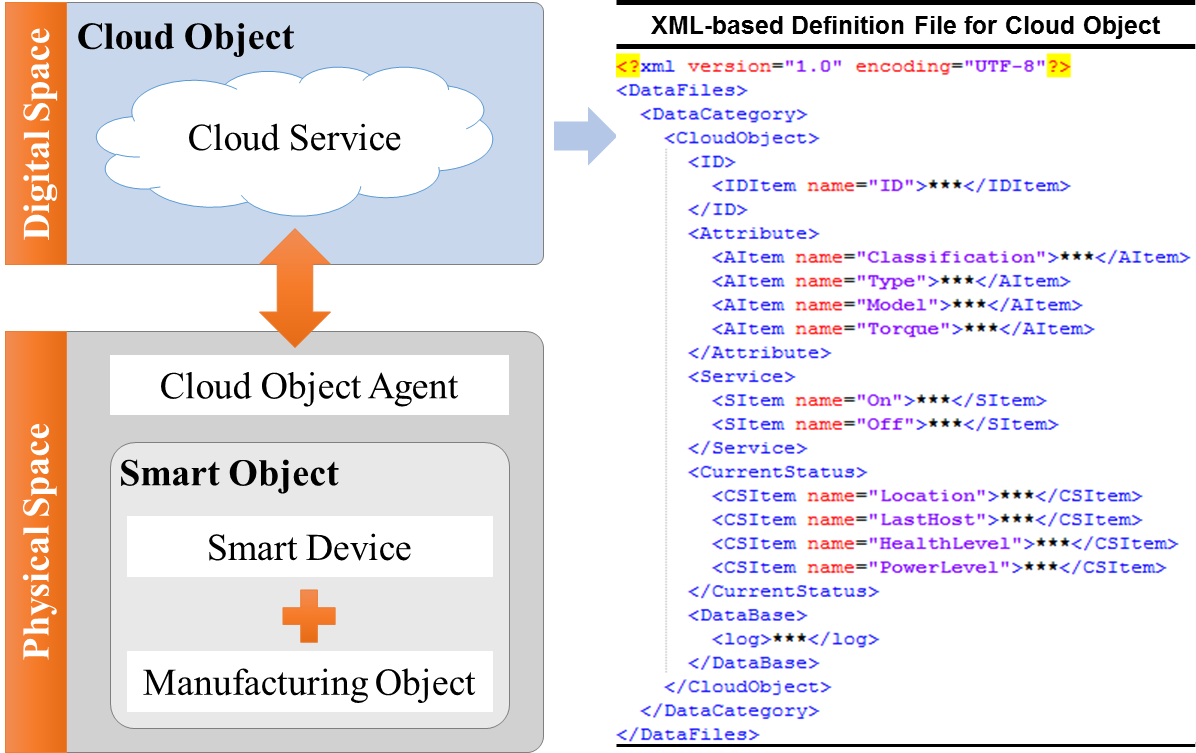 Digital Space
Cloud Object
Cloud Service
Physical Space
Cloud Object Agent
Smart Object
Smart Device
Manufacturing Object
XML-based Definition File for Cloud Object
<?xml version="1.0" encoding="UTF-8"?>
<DataFiles>
  <DataCategory>
    <CloudObject>
      <ID>
        <IDItem name="ID">***</IDItem>
      </ID>
      <Attribute>
        <AItem name="Classification">***</AItem>
        <AItem name="Type">***</AItem>
        <AItem name="Model">***</AItem>
        <AItem name="Torque">***</AItem>
      </Attribute>
      <Service>
        <SItem name="On">***</SItem>
        <SItem name="Off">***</SItem>
      </Service>
      <CurrentStatus>
        <CSItem name="Location">***</CSItem>
        <CSItem name="LastHost">***</CSItem>
        <CSItem name="HealthLevel">***</CSItem>
        <CSItem name="PowerLevel">***</CSItem>
      </CurrentStatus>
      <DataBase>
        <log>***</log>
      </DataBase>
    </CloudObject>
  </DataCategory>
</DataFiles>